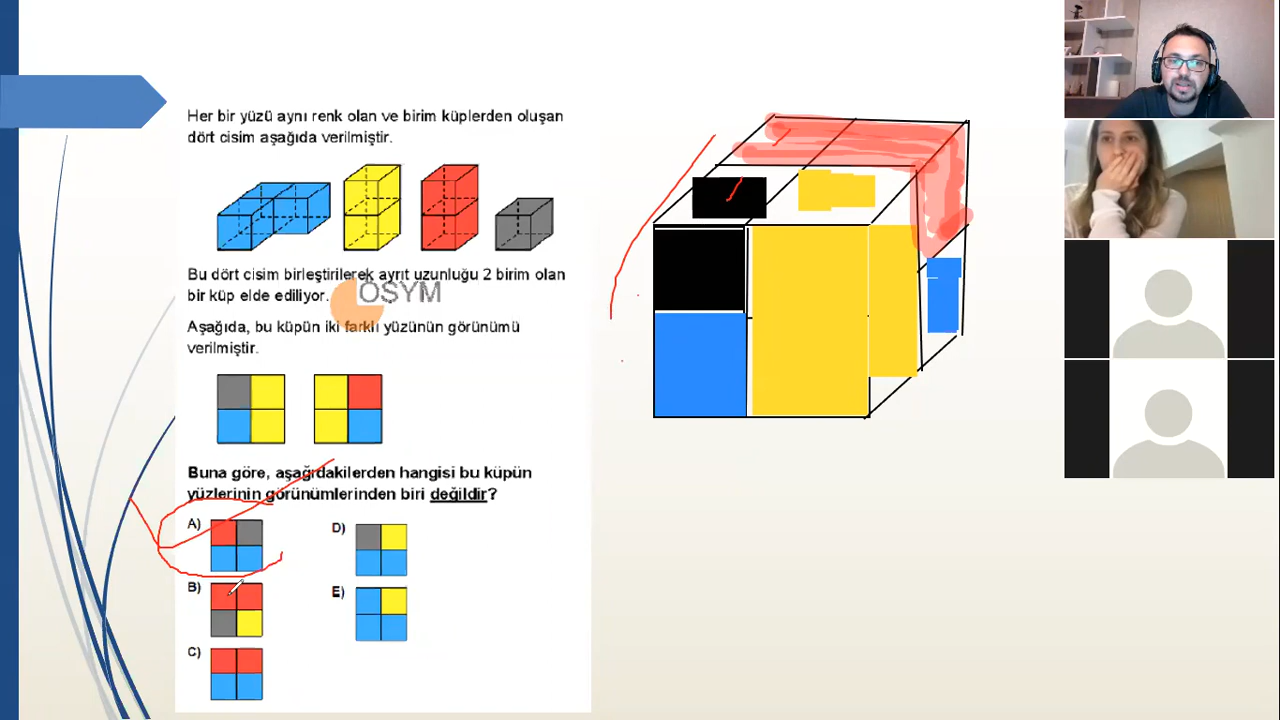 Her bir yüzü aynı renk olan ve birim küplerden oluşan
dört cisim aşağıda verilmiştir.
Bu dört cisim birleştirilerek ayrıt uzunluğu 2 birim olan
bir küp elde ediliyor.
ÖSYM
Aşağıda, bu küpün iki farklı yüzünün görünümü
verilmiştir.
Buna göre, aşağıdakilerden hangisi bu küpün
yüzlerinin görünümlerinden biri değildir?
A)
B)
C)
D)
E)